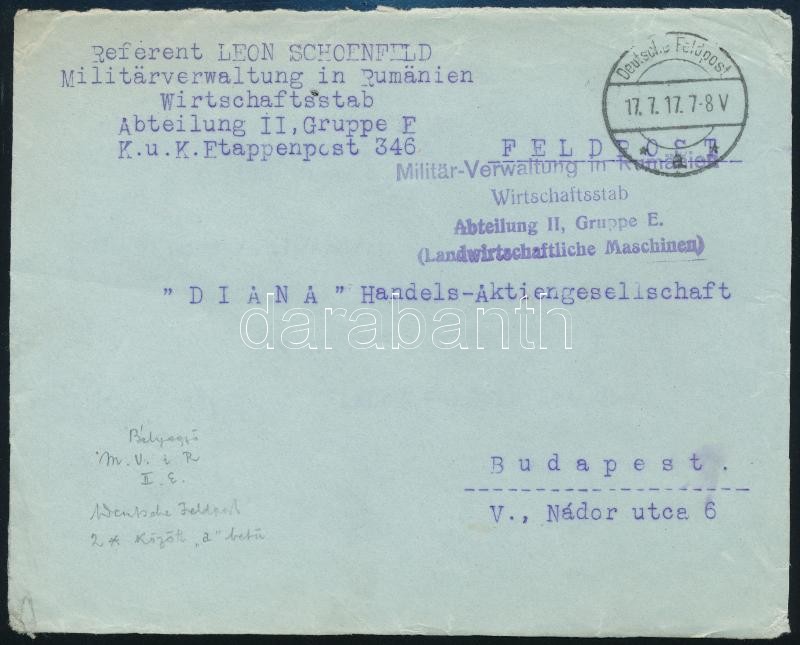 Referent LEON SCHOENFELD
Militärverwaltung in Rumänien
Wirtschaftsstab
Abteilung II, Gruppe E
K.u.K.Etappenpost 346
Deutsche Feldpost
17.7.17.7-8V
* a *
FELDPOST
Militär-Verwaltung in Rumänien
Wirtschaftsstab
Abteilung II, Gruppe E.
(Landwirtschaftliche Maschinen)
"DIANA" Handels-Aktiengesellschaft
darabanth
Budapest.
V., Nádor utca 6
Bélyegző
M. V. i R
II. E.
Deutsche Feldpost
2 * között "a" betű